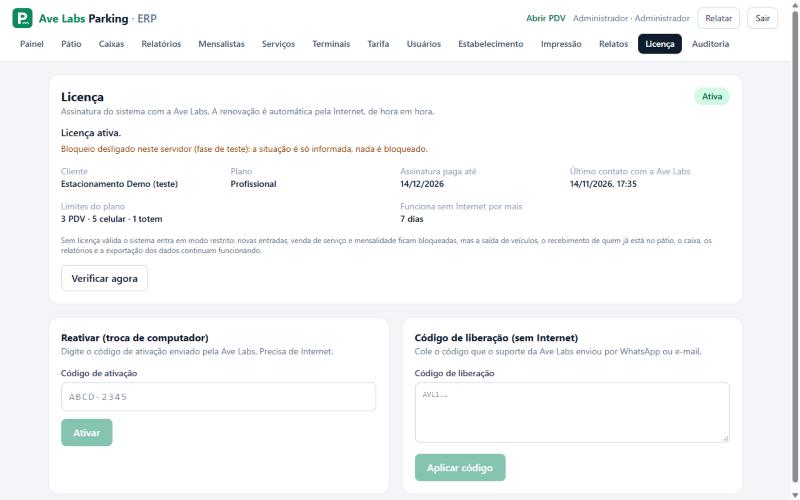 Ave Labs Parking · ERP
Abrir PDV Administrador · Administrador Relatar Sair
Painel Pátio Caixas Relatórios Mensalistas Serviços Terminais Tarifa Usuários Estabelecimento Impressão Relatos Licença Auditoria
Licença
Ativa
Assinatura do sistema com a Ave Labs. A renovação é automática pela Internet, de hora em hora.
Licença ativa.
Bloqueio desligado neste servidor (fase de teste): a situação é só informada, nada é bloqueado.
Cliente Plano Assinatura paga até Último contato com a Ave Labs
Estacionamento Demo (teste) Profissional 14/12/2026 14/11/2026, 17:35
Limites do plano Funciona sem Internet por mais
3 PDV · 5 celular · 1 totem 7 dias
Sem licença válida o sistema entra em modo restrito: novas entradas, venda de serviço e mensalidade ficam bloqueadas, mas a saída de veículos, o recebimento de quem já está no pátio, o caixa, os
relatórios e a exportação dos dados continuam funcionando.
Verificar agora
Reativar (troca de computador)
Digite o código de ativação enviado pela Ave Labs. Precisa de Internet.
Código de ativação
ABCD-2345
Ativar
Código de liberação (sem Internet)
Cole o código que o suporte da Ave Labs enviou por WhatsApp ou e-mail.
Código de liberação
AVL1.…
Aplicar código